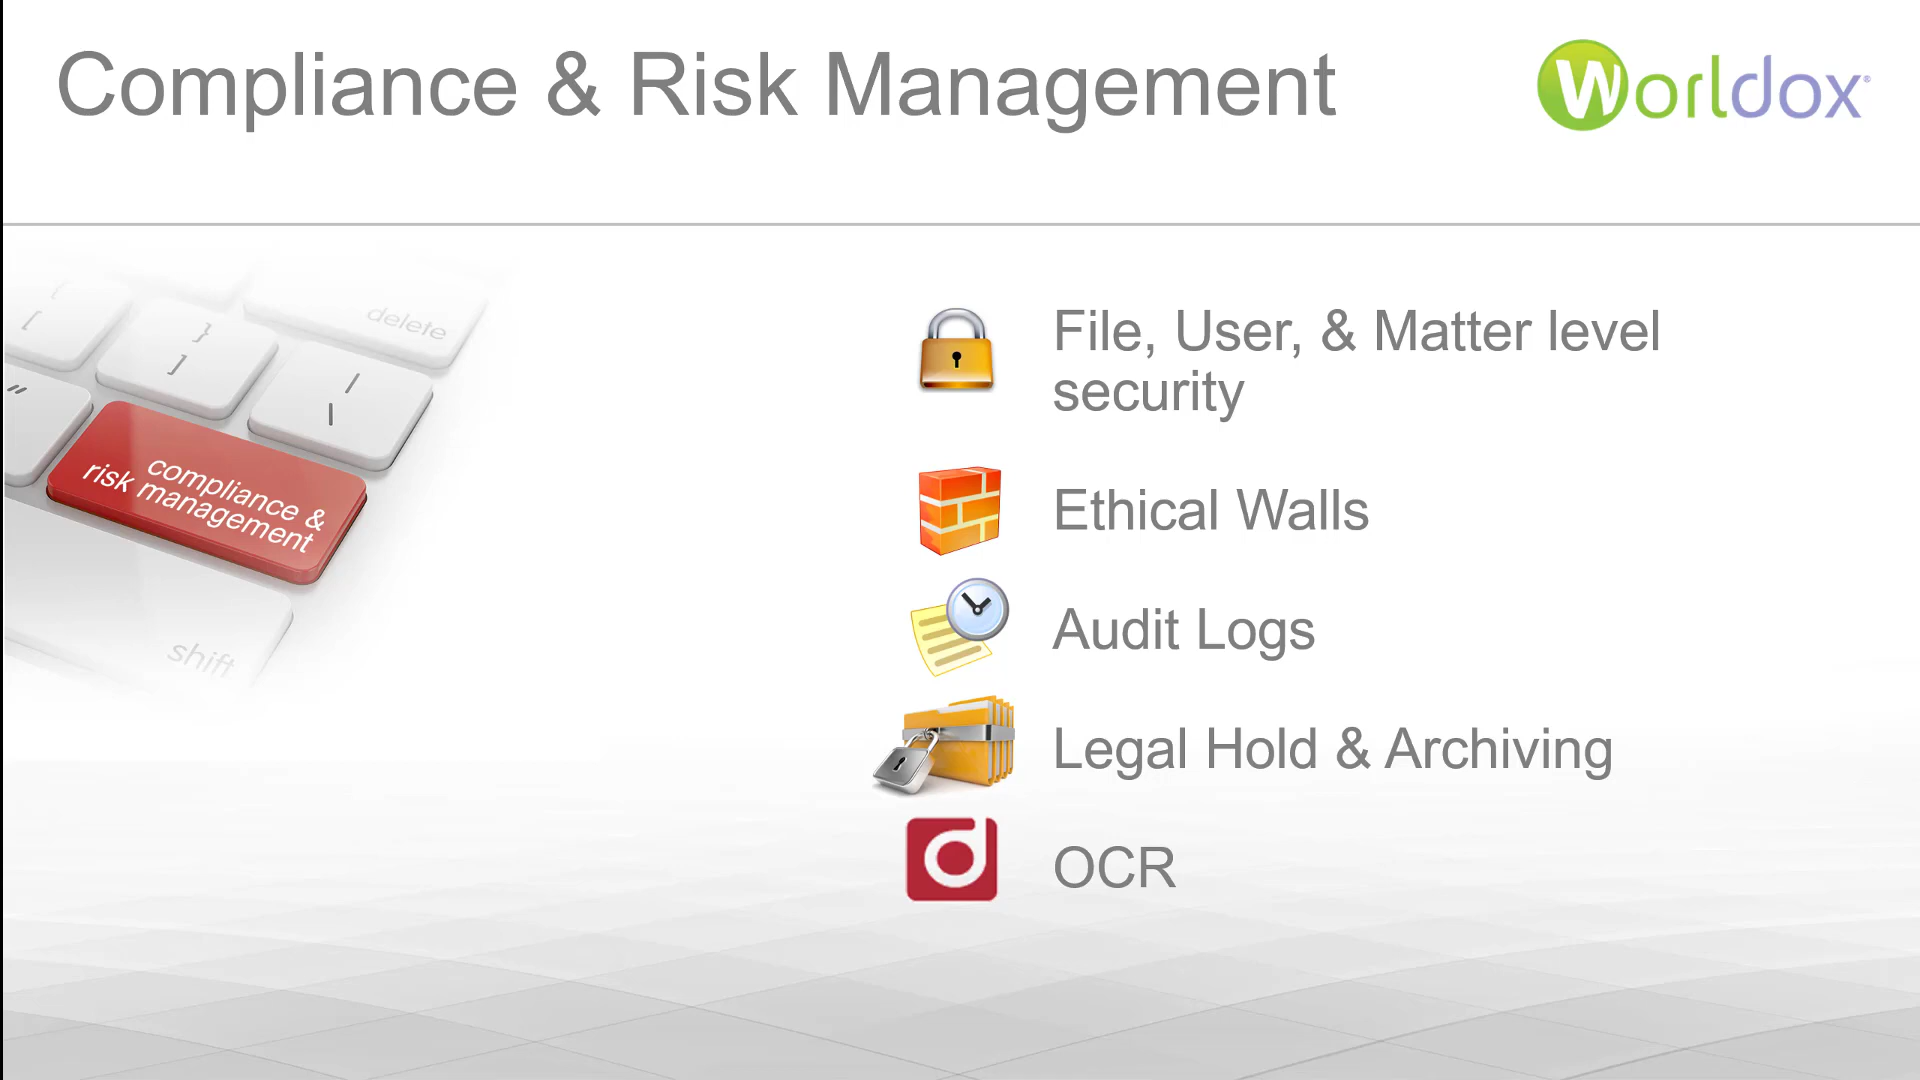 Compliance & Risk Management
Worldox®
{
[
}
]
delete
"
|
\
compliance &
risk management
shift
File, User, & Matter level
security
Ethical Walls
Audit Logs
Legal Hold & Archiving
OCR